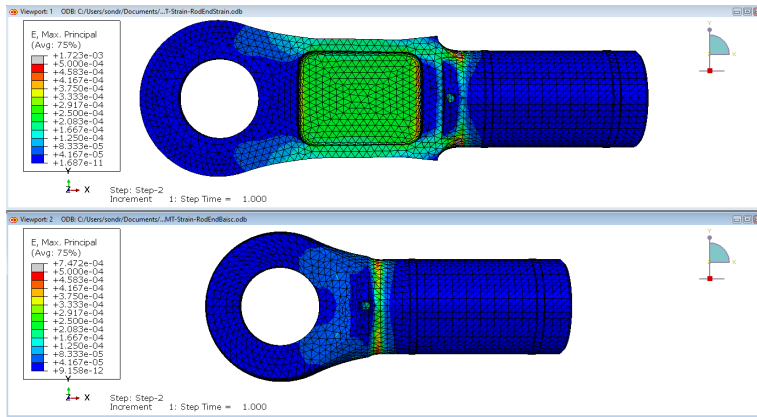 Viewport: 1 ODB: C:/Users/sondr/Documents/...T-Strain-RodEndStrain.odb
E, Max. Principal
(Avg: 75%)
+1.723e-03
+5.000e-04
+4.583e-04
+4.167e-04
+3.750e-04
+3.333e-04
+2.917e-04
+2.500e-04
+2.083e-04
+1.667e-04
+1.250e-04
+8.333e-05
+4.167e-05
+1.687e-11
Y
Z X
Step: Step-2
Increment 1: Step Time = 1.000
Y
X
Viewport: 2 ODB: C:/Users/sondr/Documents/...MT-Strain-RodEndBaisc.odb
E, Max. Principal
(Avg: 75%)
+7.472e-04
+5.000e-04
+4.583e-04
+4.167e-04
+3.750e-04
+3.333e-04
+2.917e-04
+2.500e-04
+2.083e-04
+1.667e-04
+1.250e-04
+8.333e-05
+4.167e-05
+9.158e-12
Y
Z X
Step: Step-2
Increment 1: Step Time = 1.000
Y
X